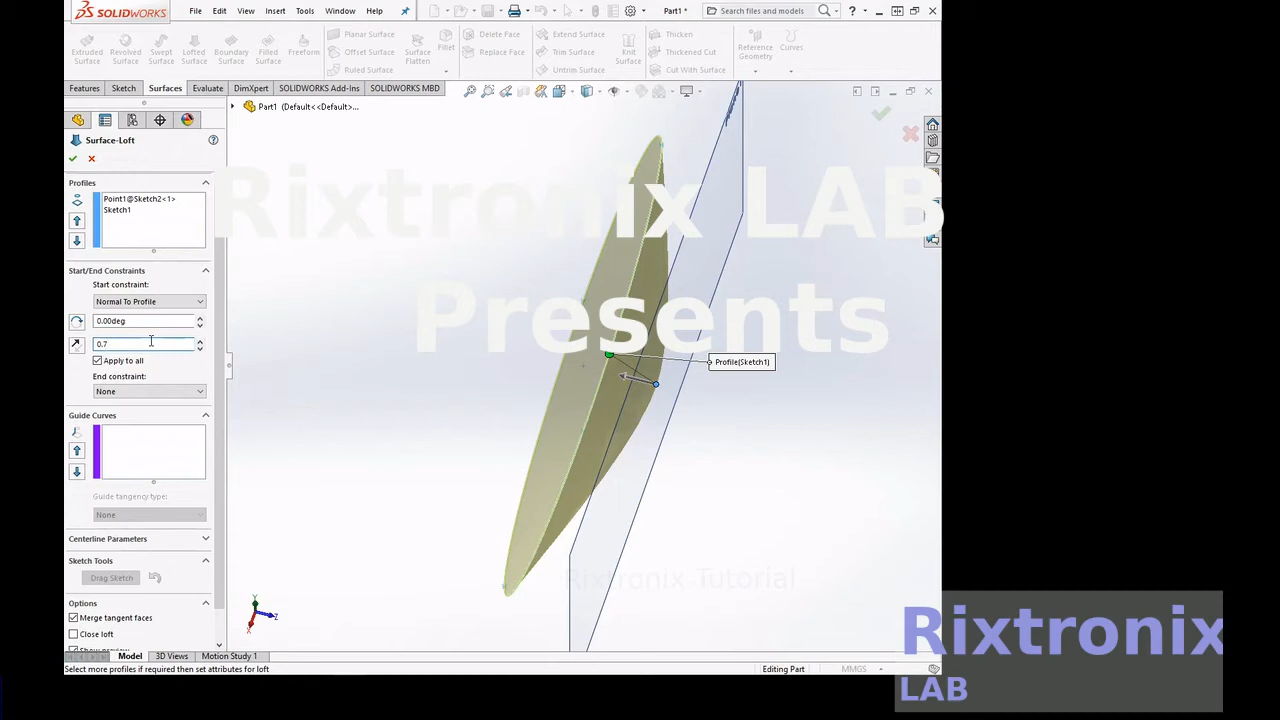 SOLIDWORKS
File Edit View Insert Tools Window Help
Part1 *
Search files and models
Extruded Surface
Revolved Surface
Swept Surface
Lofted Surface
Boundary Surface
Filled Surface
Freeform
Planar Surface
Offset Surface
Ruled Surface
Surface Flatten
Fillet
Delete Face
Replace Face
Extend Surface
Trim Surface
Untrim Surface
Knit Surface
Thicken
Thickened Cut
Cut With Surface
Reference Geometry
Curves
Features Sketch Surfaces Evaluate DimXpert SOLIDWORKS Add-Ins SOLIDWORKS MBD
Part1 (Default<<Default>...
Surface-Loft
Profiles
Point1@Sketch2<1>
Sketch1
Start/End Constraints
Start constraint:
Normal To Profile
0.00deg
0.7
Apply to all
End constraint:
None
Guide Curves
Guide tangency type:
None
Centerline Parameters
Sketch Tools
Drag Sketch
Options
Merge tangent faces
Close loft
Show preview
Rixtronix LAB
Presents
Profile(Sketch1)
Rixtronix Tutorial
Y
X
Z
Model 3D Views Motion Study 1
Select more profiles if required then set attributes for loft
Editing Part
MMGS
Rixtronix
LAB